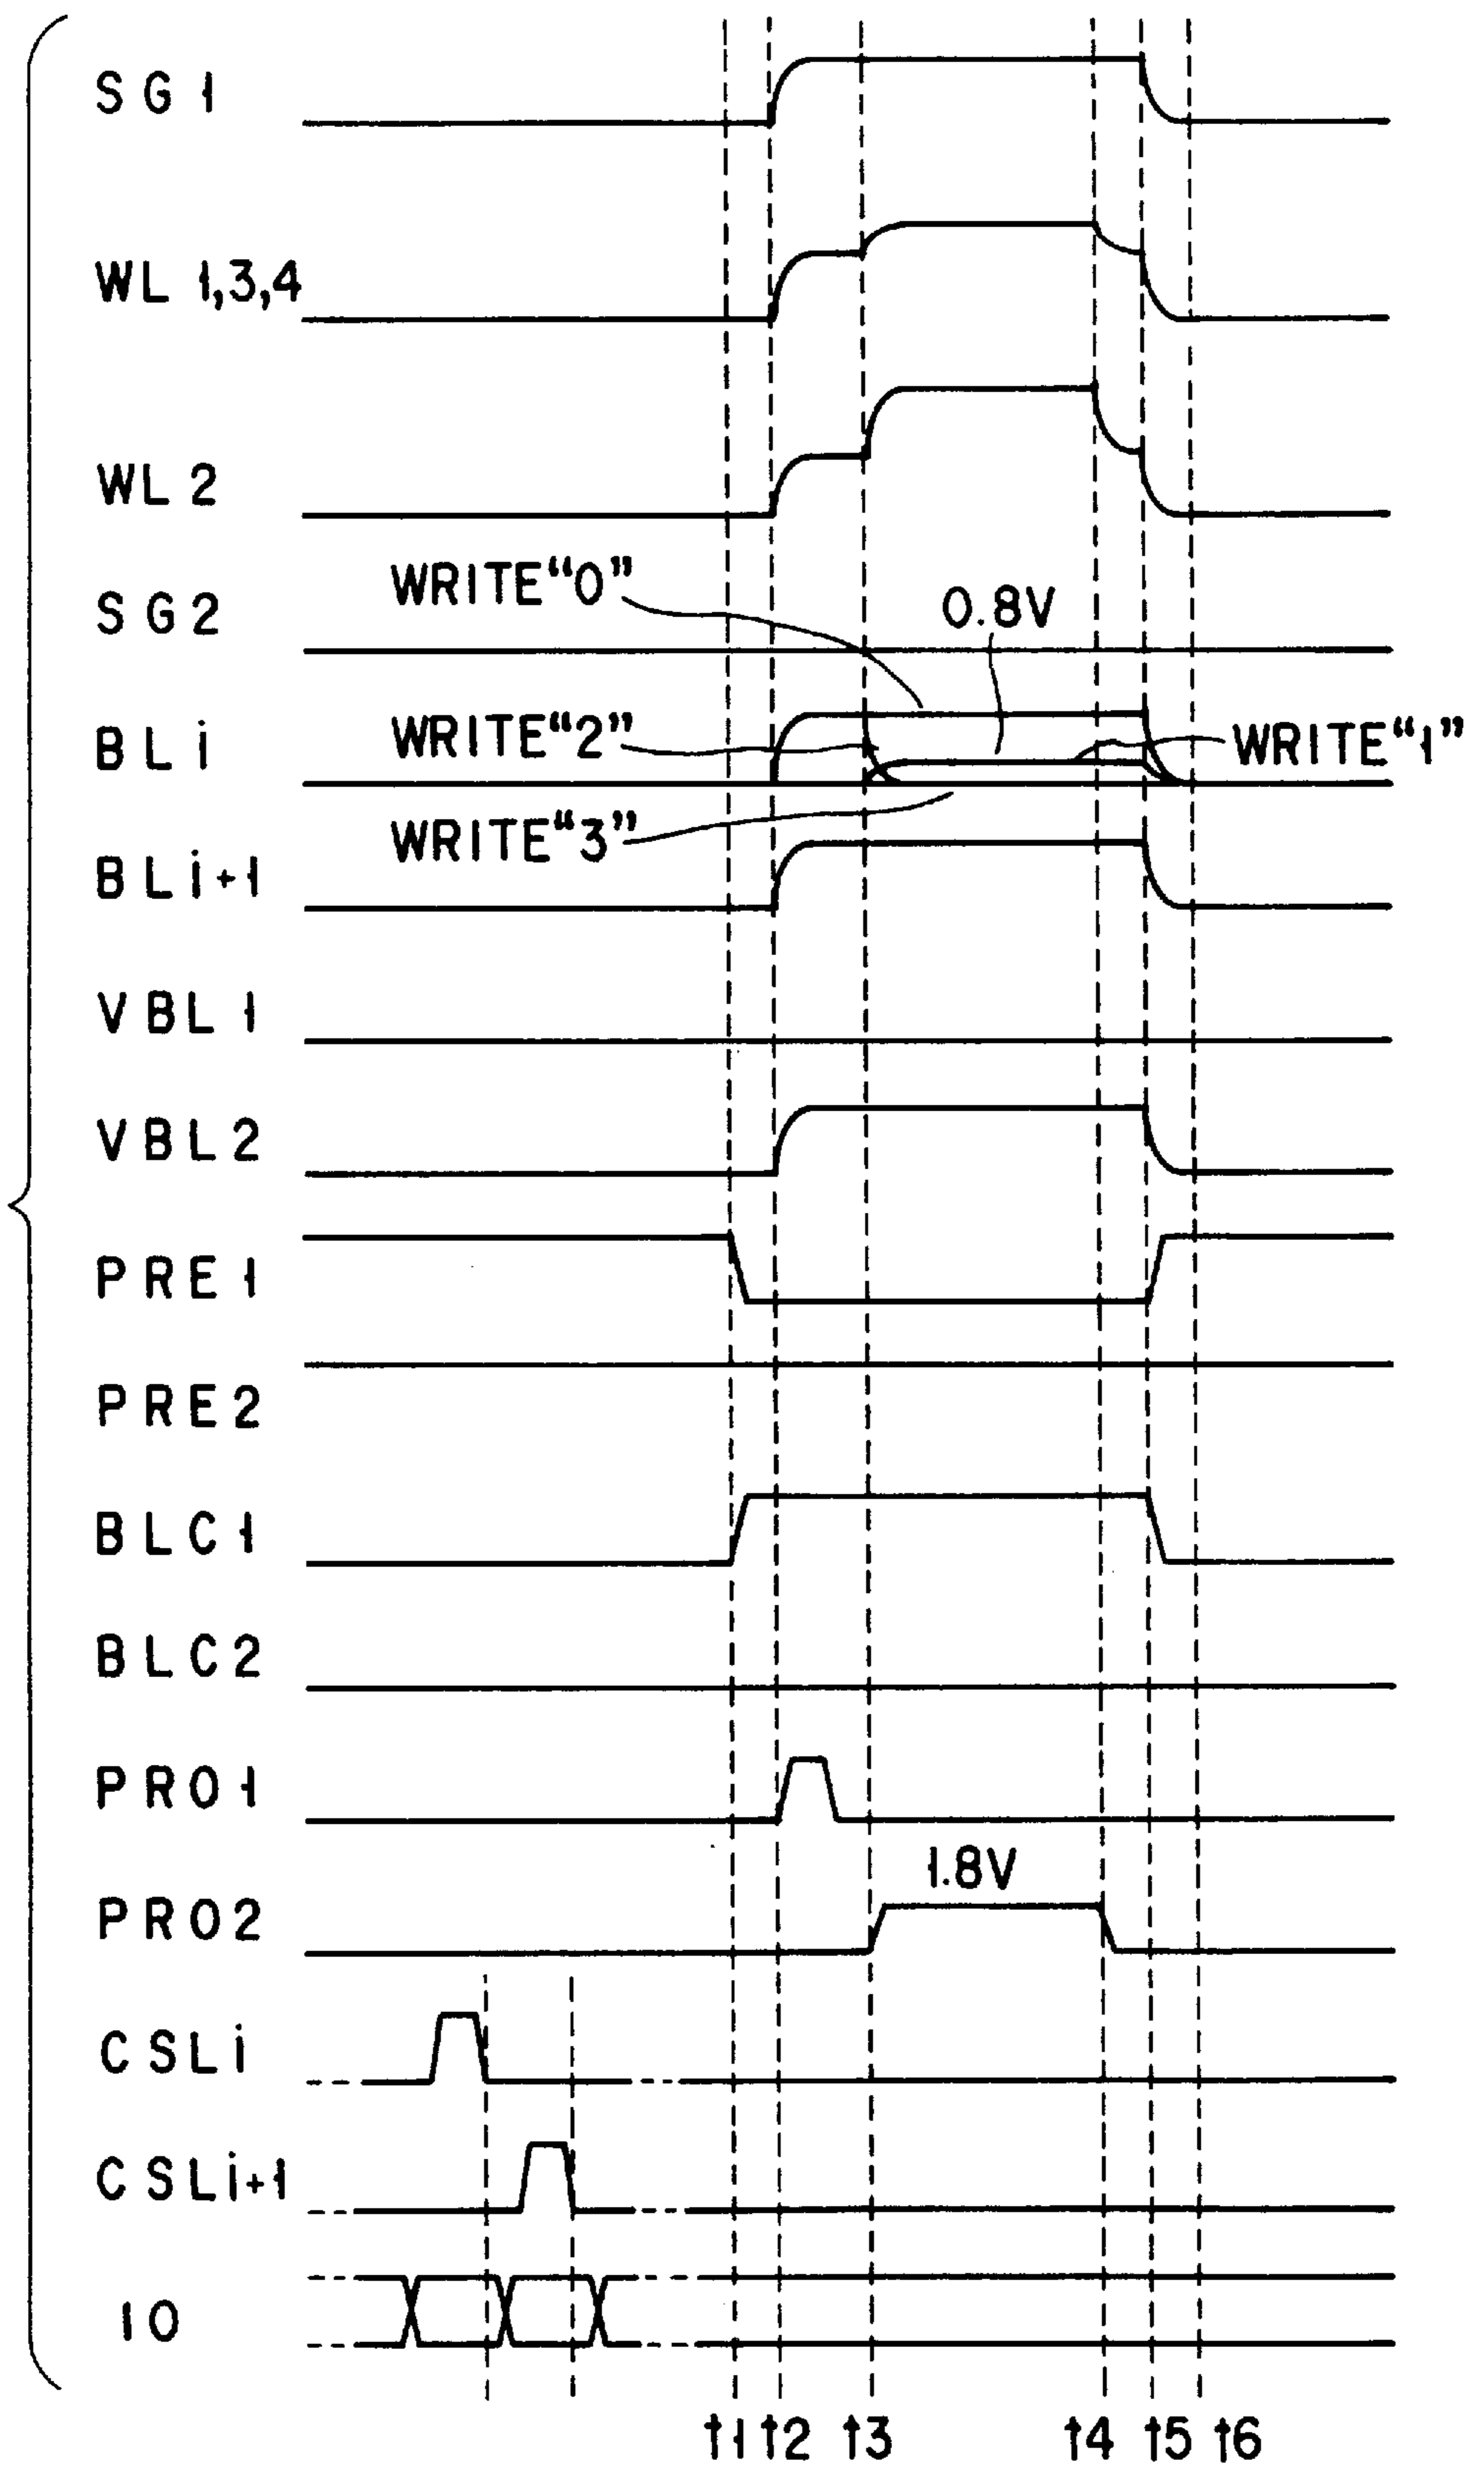 SG1
WL 1,3,4
WL2
WRITE“0”
SG2
0.8V
BLi
WRITE“2”
WRITE“1”
WRITE“3”
BLi+1
VBL1
VBL2
PRE1
PRE2
BLC1
BLC2
PRO1
1.8V
PRO2
CSLi
CSLi+1
IO
t1 t2 t3 t4 t5 t6